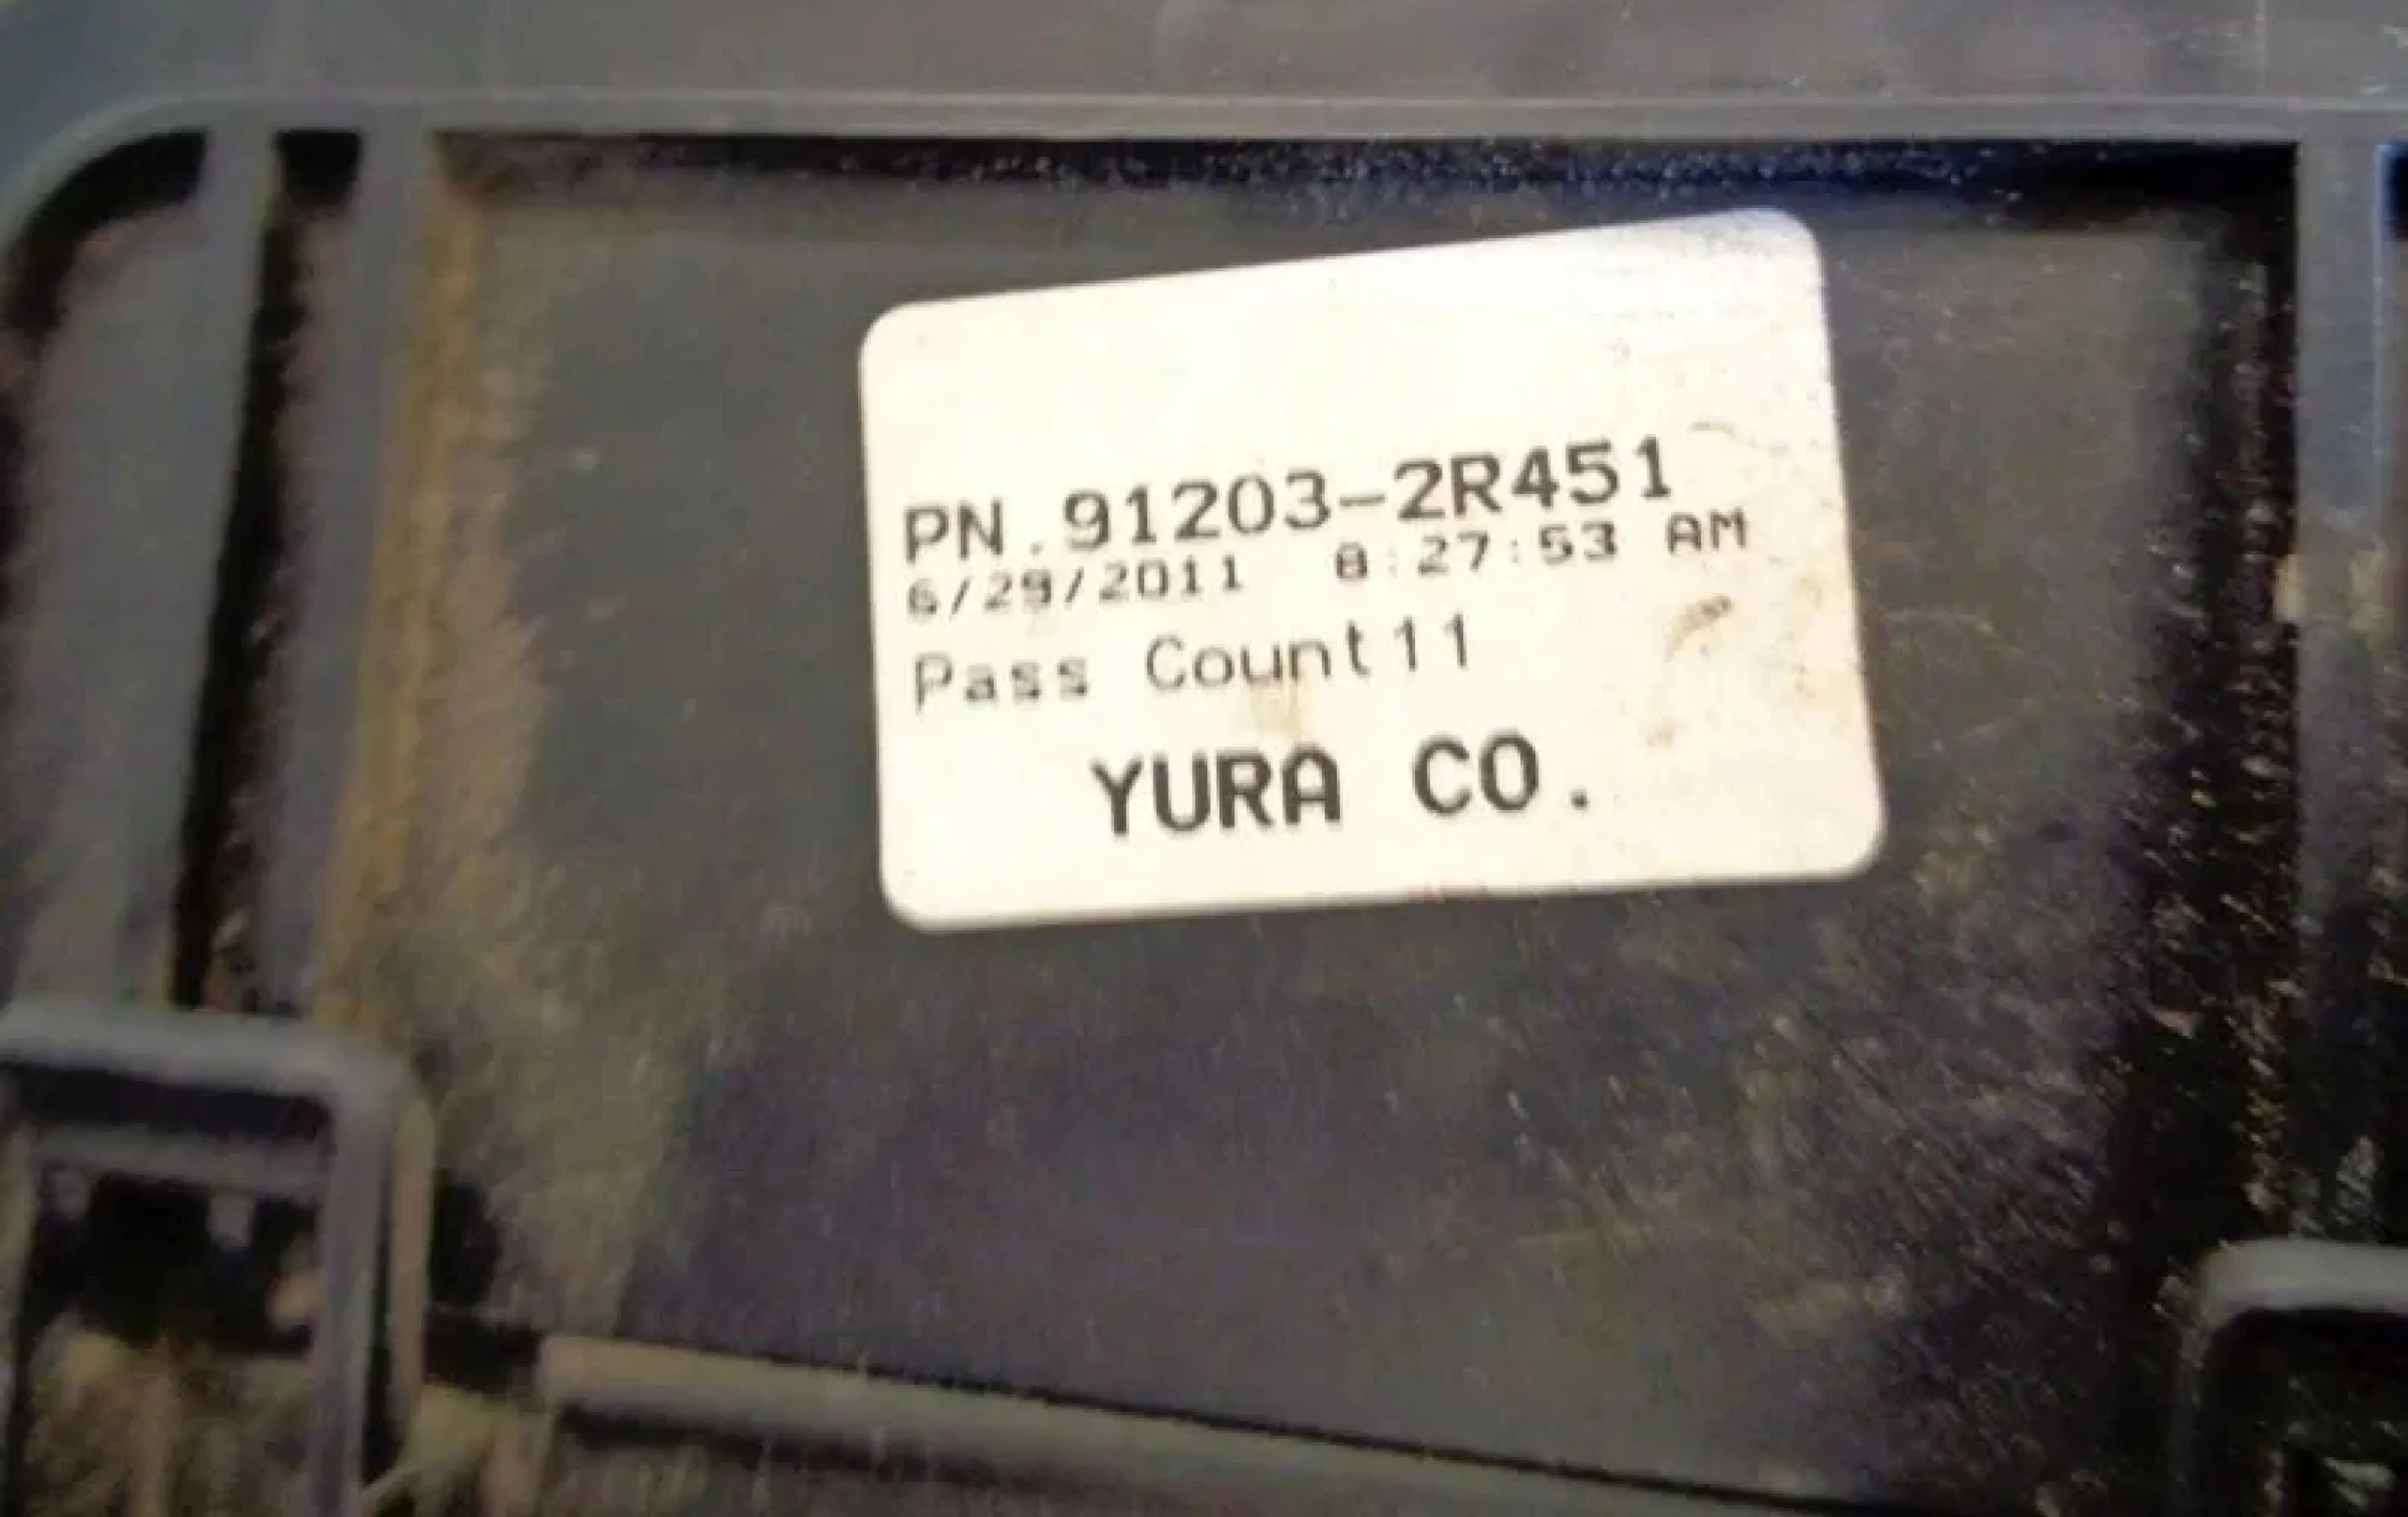 PN.91203-2R451
6/29/2011 8:27:53 AM
Pass Count11
YURA CO.